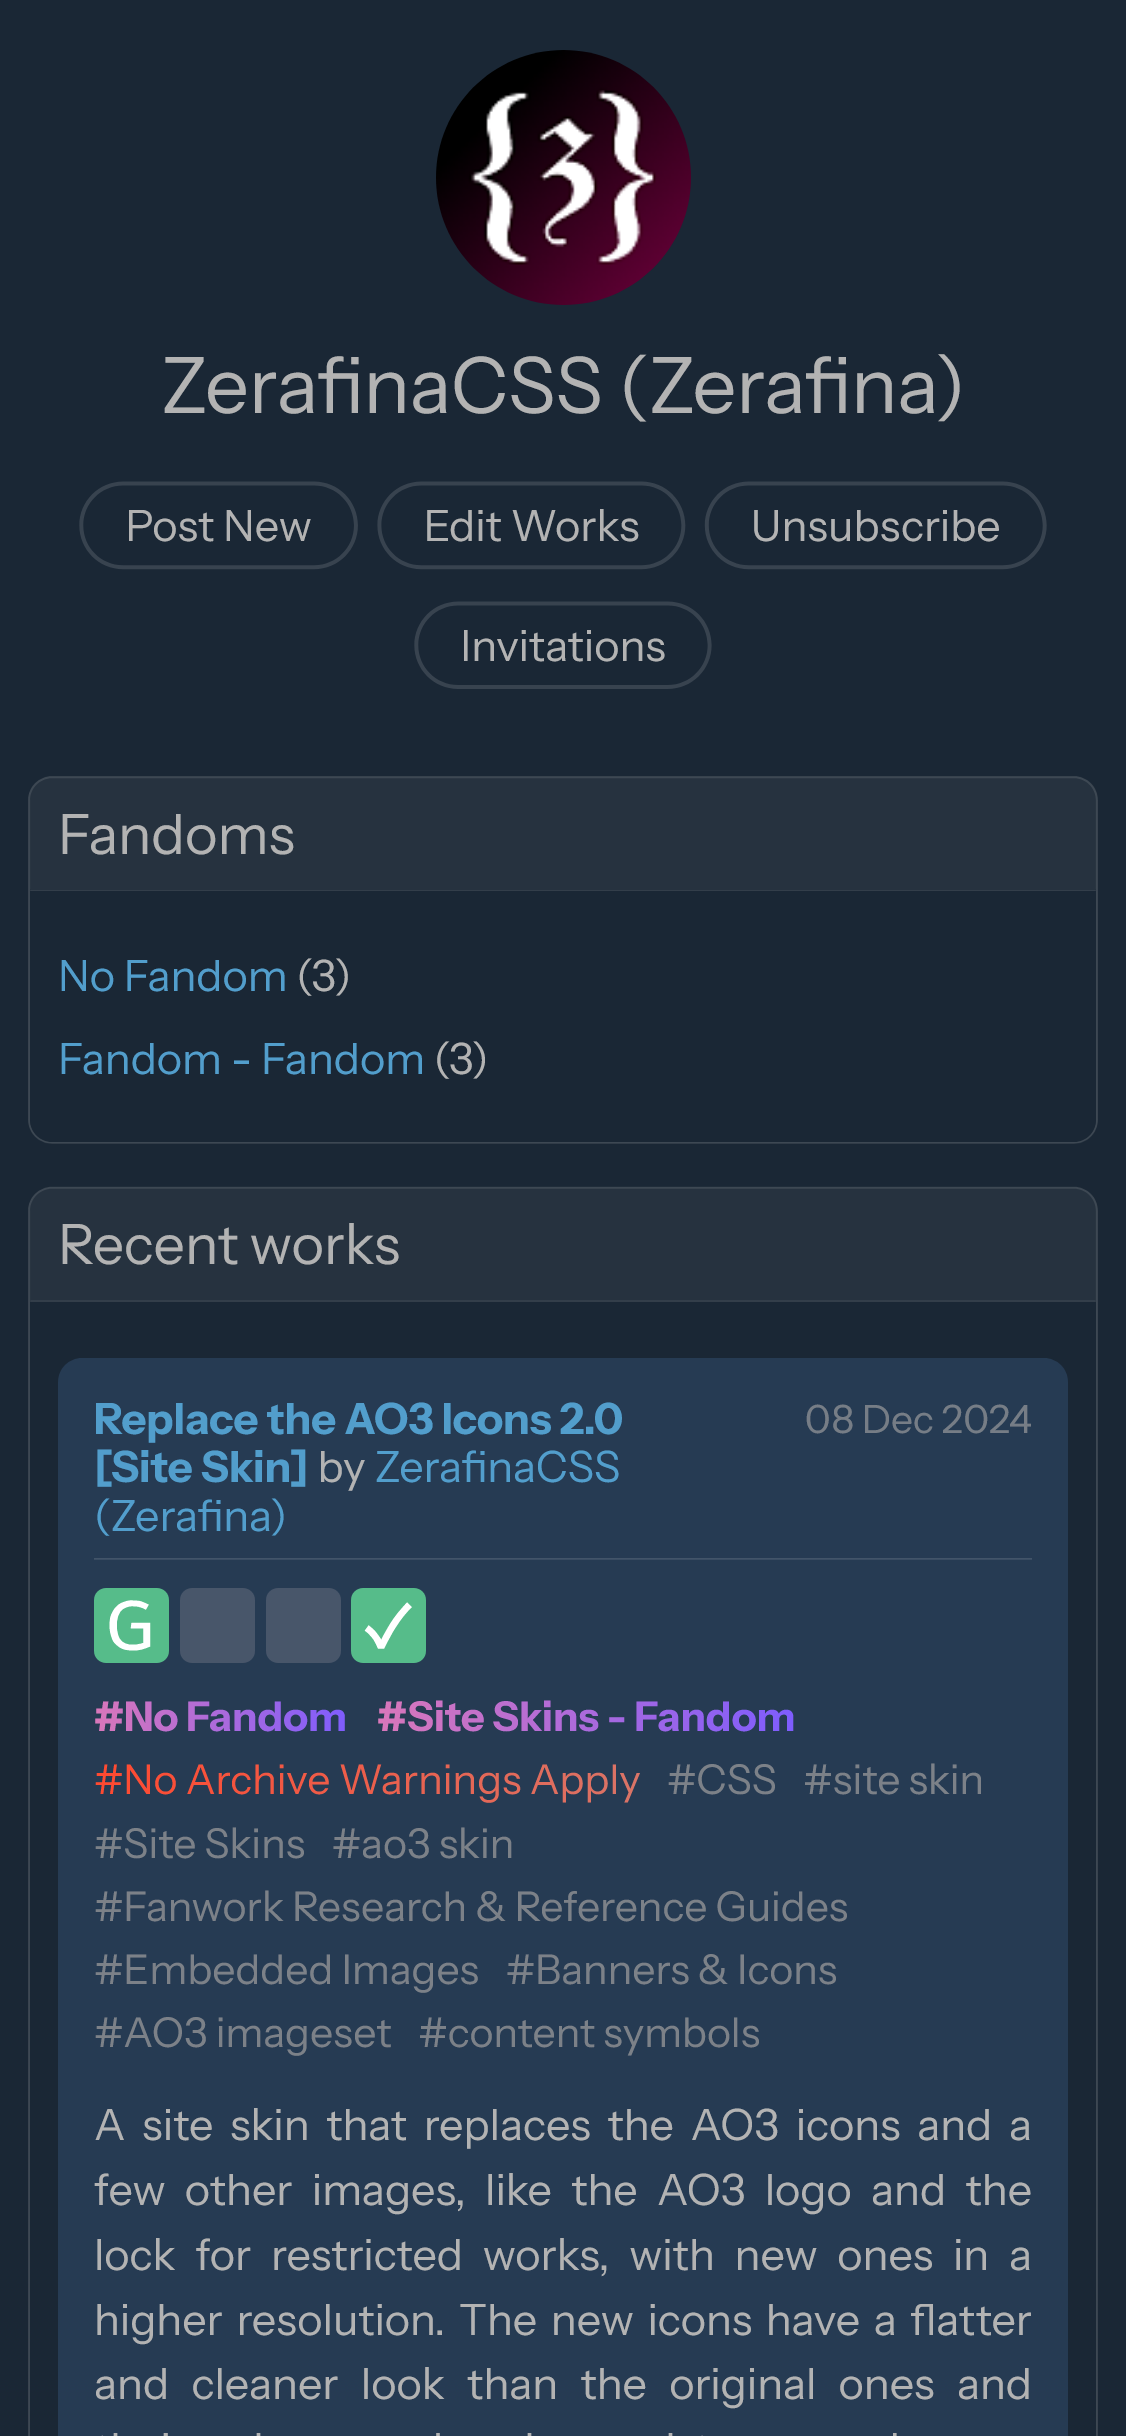 {3}
ZerafinaCSS (Zerafina)
Post New
Edit Works
Unsubscribe
Invitations
Fandoms
No Fandom (3)
Fandom - Fandom (3)
Recent works
Replace the AO3 Icons 2.0
08 Dec 2024
[Site Skin] by ZerafinaCSS
(Zerafina)
G
#No Fandom #Site Skins - Fandom
#No Archive Warnings Apply #CSS #site skin
#Site Skins #ao3 skin
#Fanwork Research & Reference Guides
#Embedded Images #Banners & Icons
#AO3 imageset #content symbols
A site skin that replaces the AO3 icons and a
few other images, like the AO3 logo and the
lock for restricted works, with new ones in a
higher resolution. The new icons have a flatter
and cleaner look than the original ones and